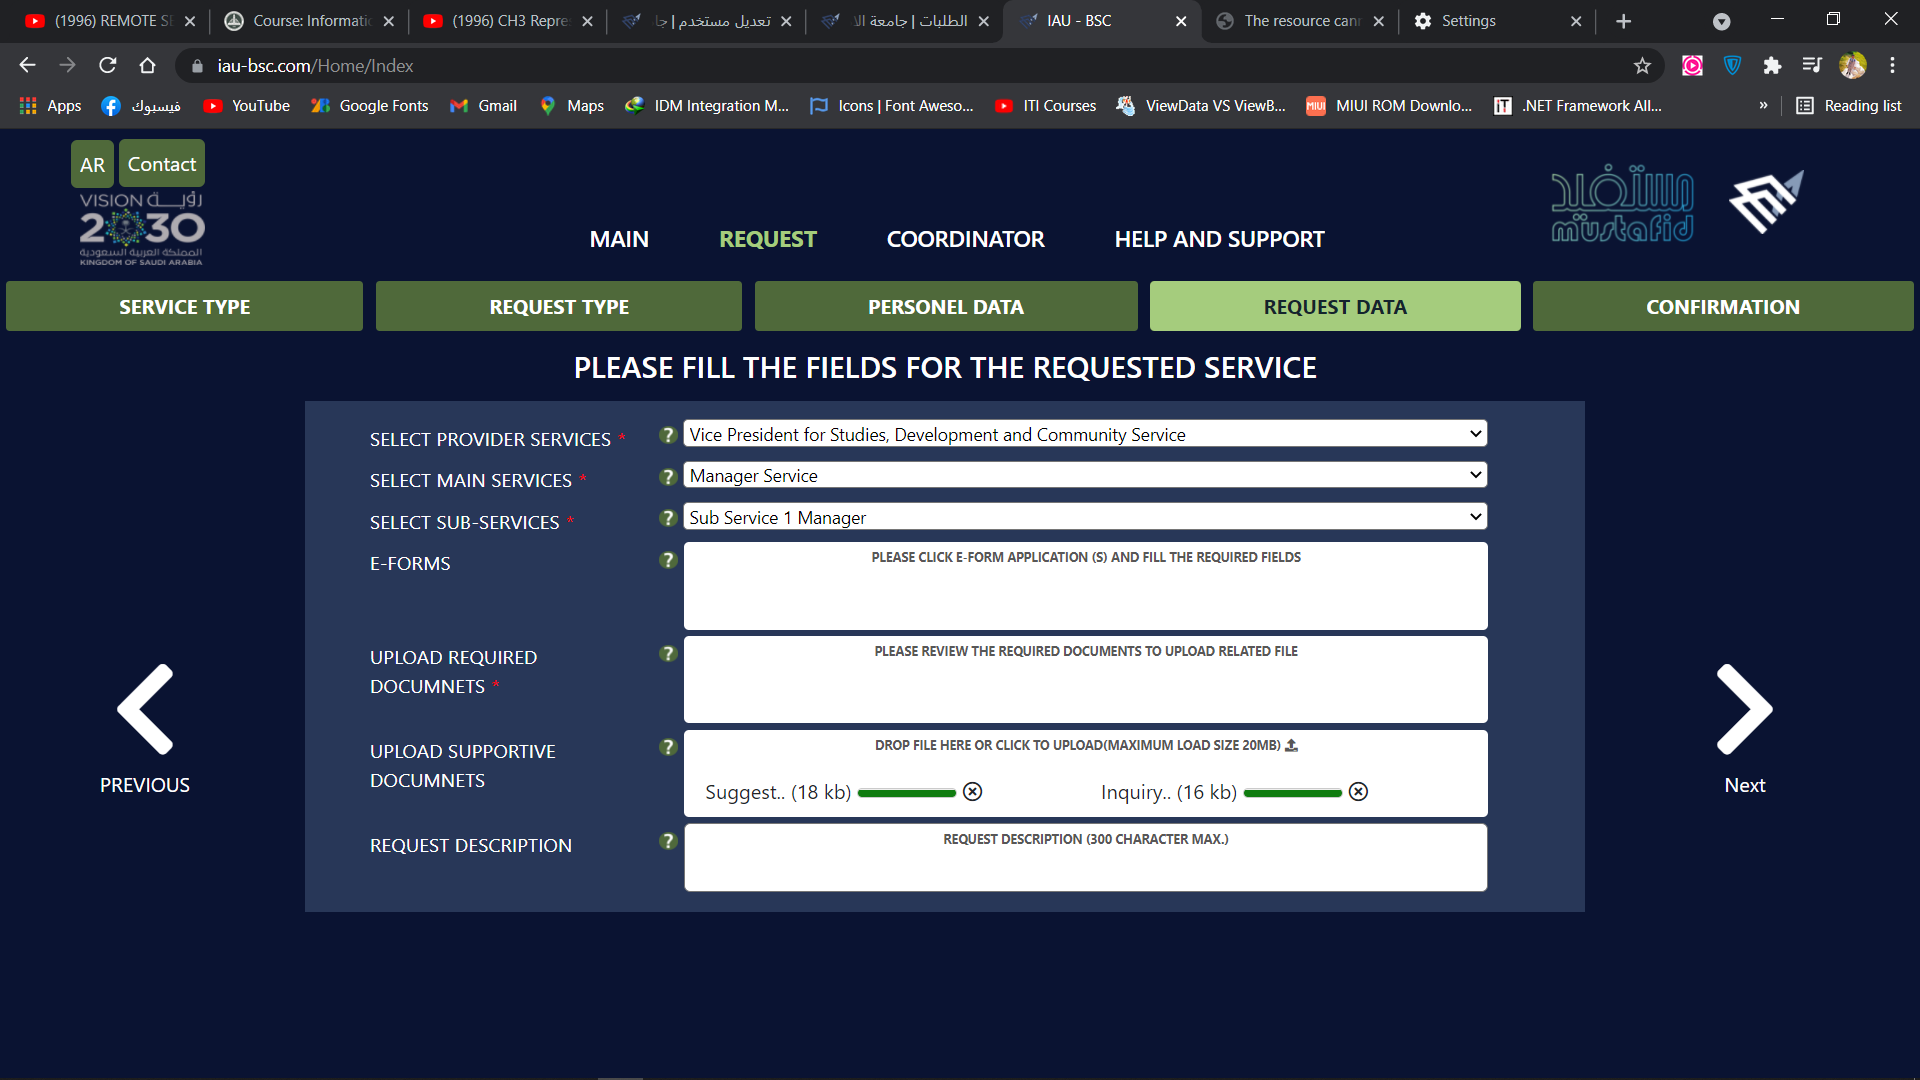 (1996) REMOTE SE
Course: Informati
(1996) CH3 Repre
تعديل مستخدم | جا
الطلبات | جامعة الا
IAU - BSC
The resource cann
Settings
iau-bsc.com/Home/Index
Apps
فيسبوك
YouTube
Google Fonts
Gmail
Maps
IDM Integration M...
Icons | Font Aweso...
ITI Courses
ViewData VS ViewB...
MIUI ROM Downlo...
.NET Framework All...
»
Reading list
AR
Contact
VISION رؤيـة
2030
المملكة العربية السعودية
KINGDOM OF SAUDI ARABIA
MAIN
REQUEST
COORDINATOR
HELP AND SUPPORT
مستفيد
müstafid
SERVICE TYPE
REQUEST TYPE
PERSONEL DATA
REQUEST DATA
CONFIRMATION
PLEASE FILL THE FIELDS FOR THE REQUESTED SERVICE
SELECT PROVIDER SERVICES *
? Vice President for Studies, Development and Community Service
SELECT MAIN SERVICES *
? Manager Service
SELECT SUB-SERVICES *
? Sub Service 1 Manager
E-FORMS
? PLEASE CLICK E-FORM APPLICATION (S) AND FILL THE REQUIRED FIELDS
UPLOAD REQUIRED
DOCUMNETS *
? PLEASE REVIEW THE REQUIRED DOCUMENTS TO UPLOAD RELATED FILE
UPLOAD SUPPORTIVE
DOCUMNETS
? DROP FILE HERE OR CLICK TO UPLOAD(MAXIMUM LOAD SIZE 20MB)
Suggest.. (18 kb)
Inquiry.. (16 kb)
REQUEST DESCRIPTION
? REQUEST DESCRIPTION (300 CHARACTER MAX.)
PREVIOUS
Next